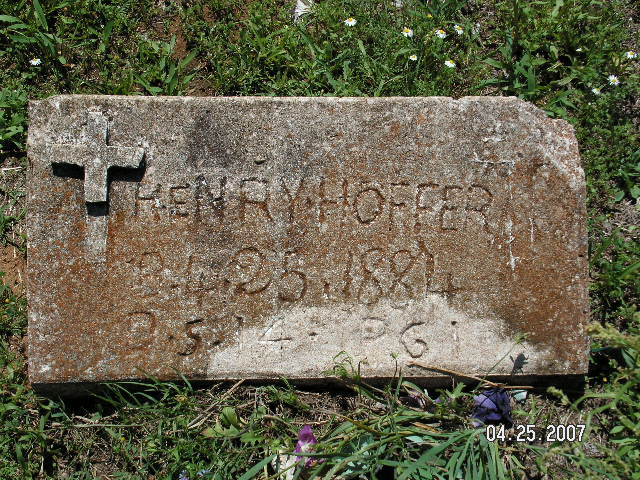 HENRY HOFFER
B. 4. 25. 1884
D. 5. 14. 1961
04.25.2007